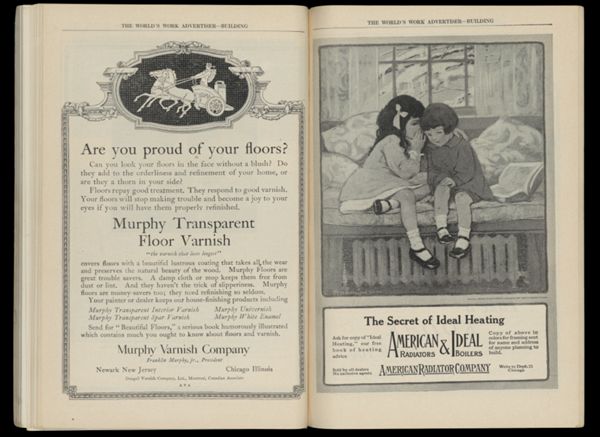 THE WORLD'S WORK ADVERTISER—BUILDING
Are you proud of your floors?
Can you look your floors in the face without a blush? Do
they add to the orderliness and refinement of your home, or
are they a thorn in your side?
Floors repay good treatment. They respond to good varnish.
Your floors will stop making trouble and become a joy to your
eyes if you will have them properly refinished.
Murphy Transparent
Floor Varnish
"the varnish that lasts longest"
covers floors with a beautiful lustrous coating that takes all the wear
and preserves the natural beauty of the wood. Murphy Floors are
great trouble savers. A damp cloth or mop keeps them free from
dust or lint. And they haven't the trick of slipperiness. Murphy
floors are money-savers too; they need refinishing so seldom.
Your painter or dealer keeps our house-finishing products including
Murphy Transparent Interior Varnish Murphy Univernish
Murphy Transparent Spar Varnish Murphy White Enamel
Send for "Beautiful Floors," a serious book humorously illustrated
which contains much you ought to know about floors and varnish.
Murphy Varnish Company
Franklin Murphy, jr., President
Newark New Jersey Chicago Illinois
Dougall Varnish Company, Ltd., Montreal, Canadian Associate
THE WORLD'S WORK ADVERTISER—BUILDING
The Secret of Ideal Heating
Ask for copy of "Ideal
Heating," our free
book of heating
advice
AMERICAN & IDEAL
RADIATORS BOILERS
Copy of above in
colors for framing sent
for name and address
of anyone planning to
build.
Sold by all dealers
No exclusive agents
AMERICAN RADIATOR COMPANY
Write to Dept. 21
Chicago